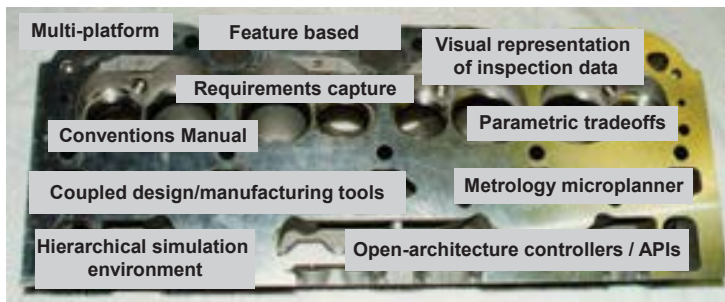 Multi-platform
Feature based
Visual representation
of inspection data
Requirements capture
Conventions Manual
Parametric tradeoffs
Coupled design/manufacturing tools
Metrology microplanner
Hierarchical simulation
environment
Open-architecture controllers / APIs